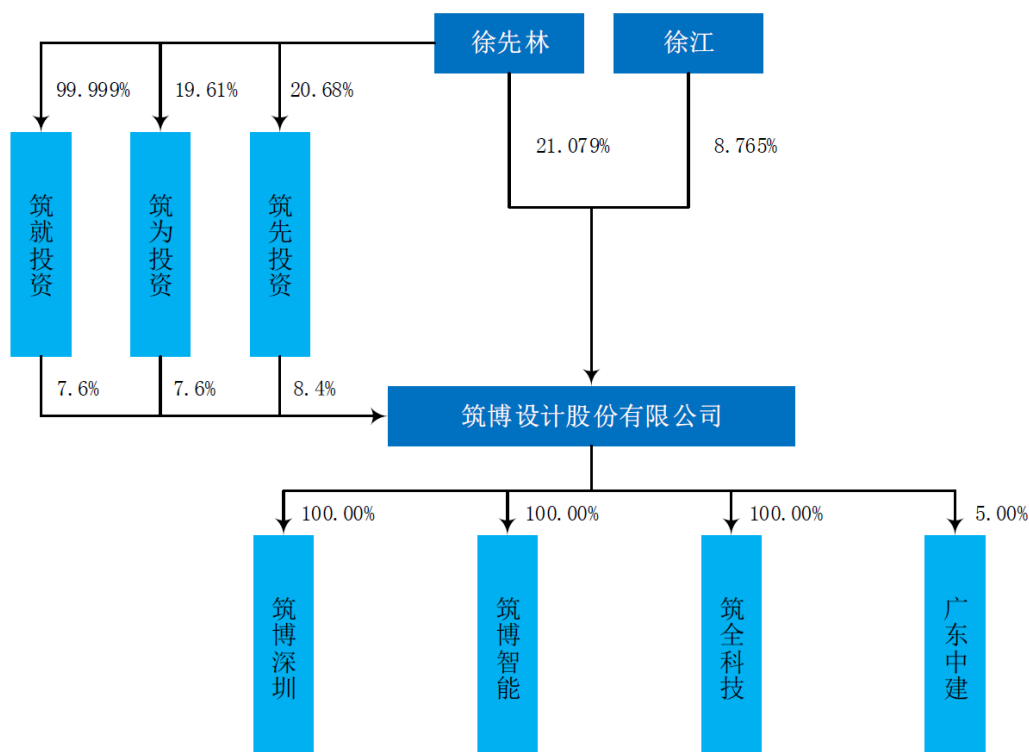 徐先林
徐江
99.999%
19.61%
20.68%
21.079%
8.765%
筑就投资
筑为投资
筑先投资
7.6%
7.6%
8.4%
筑博设计股份有限公司
100.00%
100.00%
100.00%
5.00%
筑博深圳
筑博智能
筑全科技
广东中建